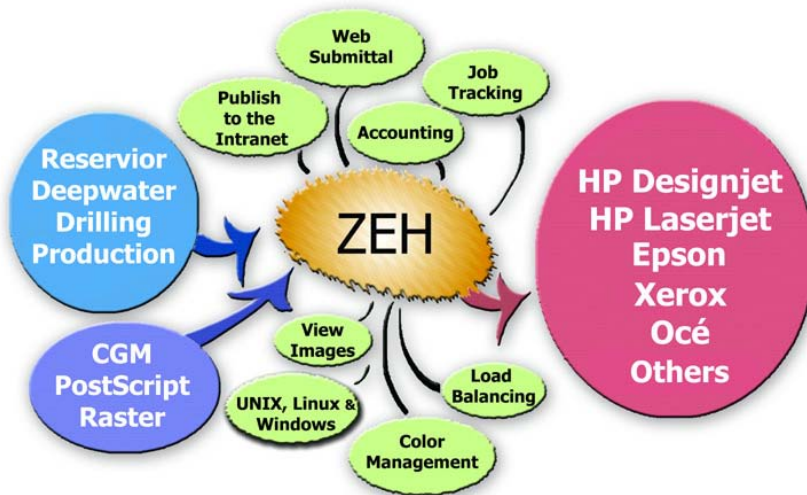 Web
Submittal
Job
Tracking
Publish
to the
Intranet
Accounting
Reservior
Deepwater
Drilling
Production
ZEH
HP Designjet
HP Laserjet
Epson
Xerox
Océ
Others
CGM
PostScript
Raster
View
Images
UNIX, Linux &
Windows
Load
Balancing
Color
Management